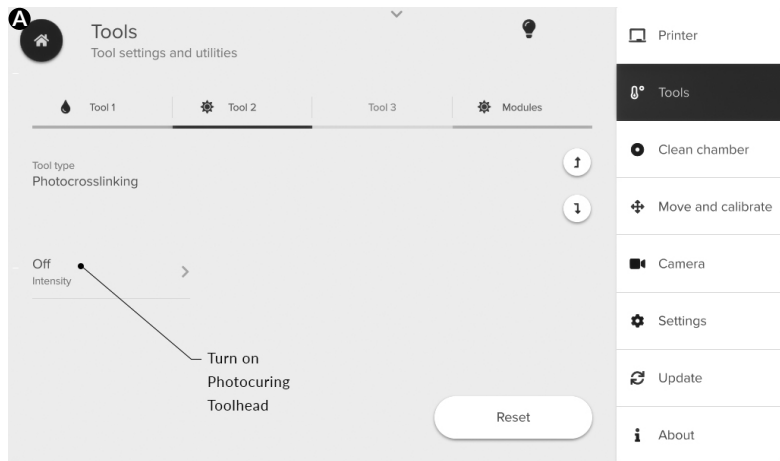 A
Tools
Tool settings and utilities
Tool 1
Tool 2
Tool 3
Modules
Tool type
Photocrosslinking
Off
Intensity
Turn on
Photocuring
Toolhead
Reset
Printer
Tools
Clean chamber
Move and calibrate
Camera
Settings
Update
About